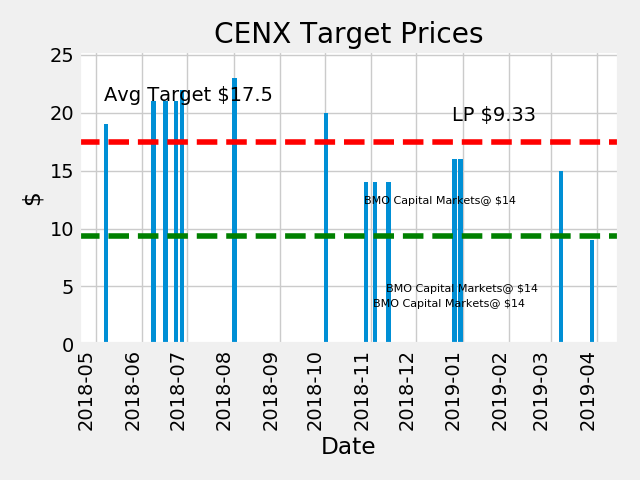 CENX Target Prices
25
Avg Target $17.5
LP $9.33
20
15
BMO Capital Markets@ $14
10
5
BMO Capital Markets@ $14
BMO Capital Markets@ $14
0
$
2018-05
2018-06
2018-07
2018-08
2018-09
2018-10
2018-11
2018-12
2019-01
2019-02
2019-03
2019-04
Date